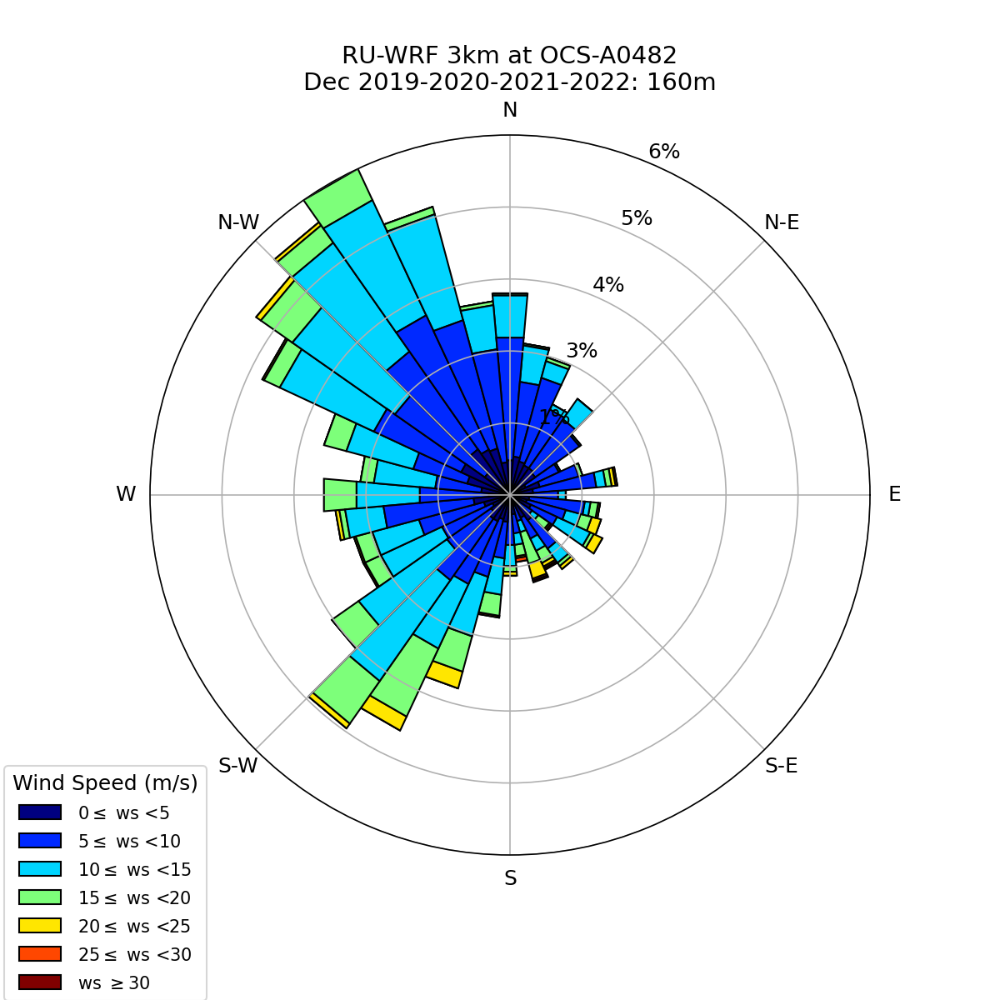 RU-WRF 3km at OCS-A0482
Dec 2019-2020-2021-2022: 160m
N
6%
N-W
5%
N-E
4%
3%
1%
W
E
S-W
S-E
S
Wind Speed (m/s)
0 ≤ ws <5
5 ≤ ws <10
10 ≤ ws <15
15 ≤ ws <20
20 ≤ ws <25
25 ≤ ws <30
ws ≥ 30